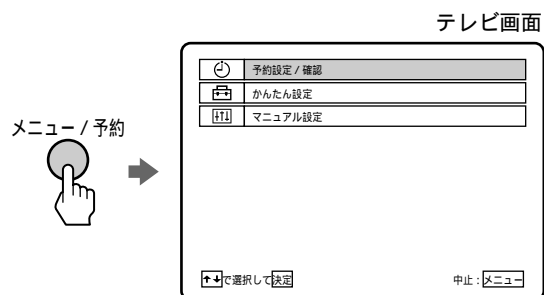 テレビ画面
予約設定 / 確認
かんたん設定
マニュアル設定
メニュー / 予約
↑↓で選択して決定
中止 : メニュー